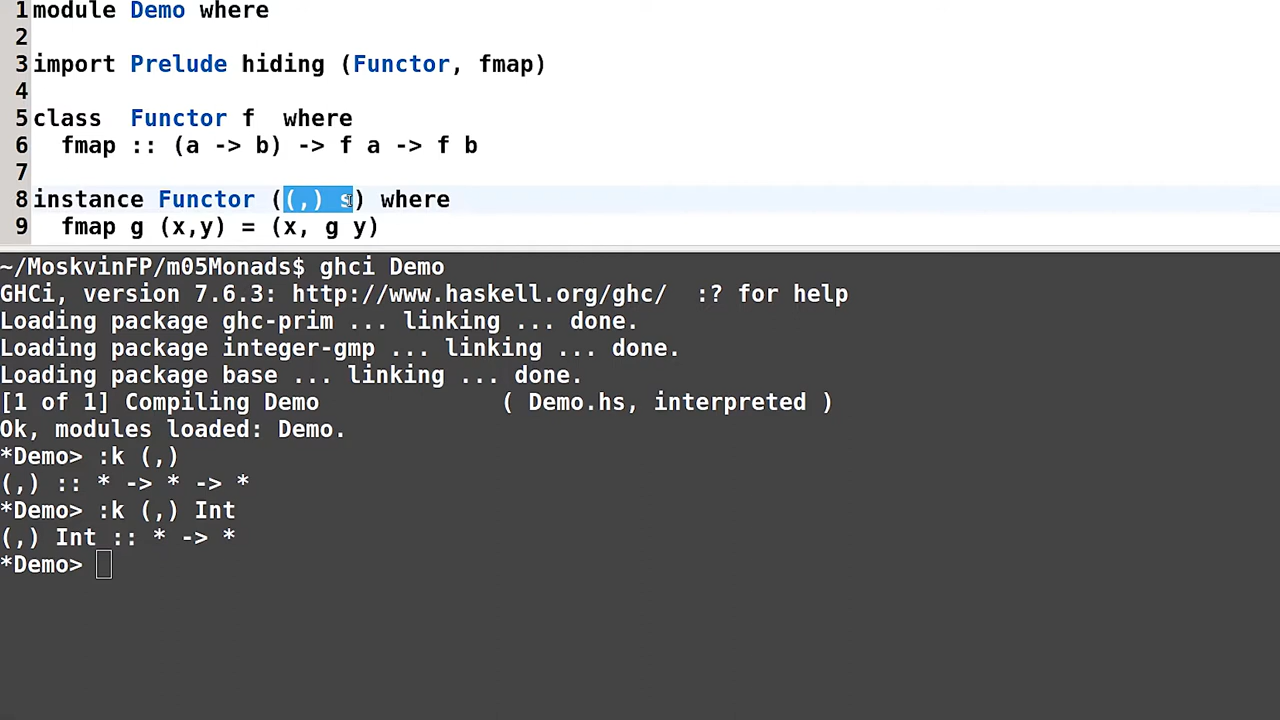 1 module Demo where
2
3 import Prelude hiding (Functor, fmap)
4
5 class  Functor f  where
6   fmap :: (a -> b) -> f a -> f b
7
8 instance Functor ((,) s) where
9   fmap g (x,y) = (x, g y)
~/MoskvinFP/m05Monads$ ghci Demo
GHCi, version 7.6.3: http://www.haskell.org/ghc/  :? for help
Loading package ghc-prim ... linking ... done.
Loading package integer-gmp ... linking ... done.
Loading package base ... linking ... done.
[1 of 1] Compiling Demo             ( Demo.hs, interpreted )
Ok, modules loaded: Demo.
*Demo> :k (,)
(,) :: * -> * -> *
*Demo> :k (,) Int
(,) Int :: * -> *
*Demo>